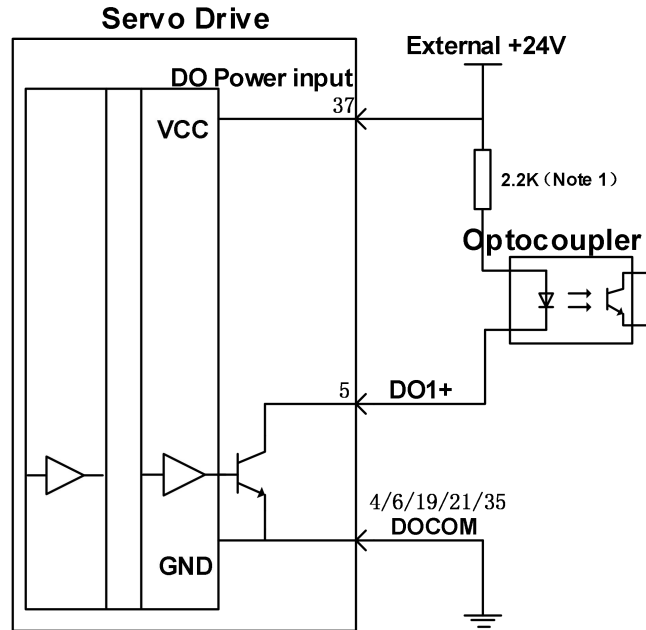 Servo Drive
External +24V
DO Power input
37
VCC
2.2K（Note 1）
Optocoupler
5
DO1+
4/6/19/21/35
DOCOM
GND